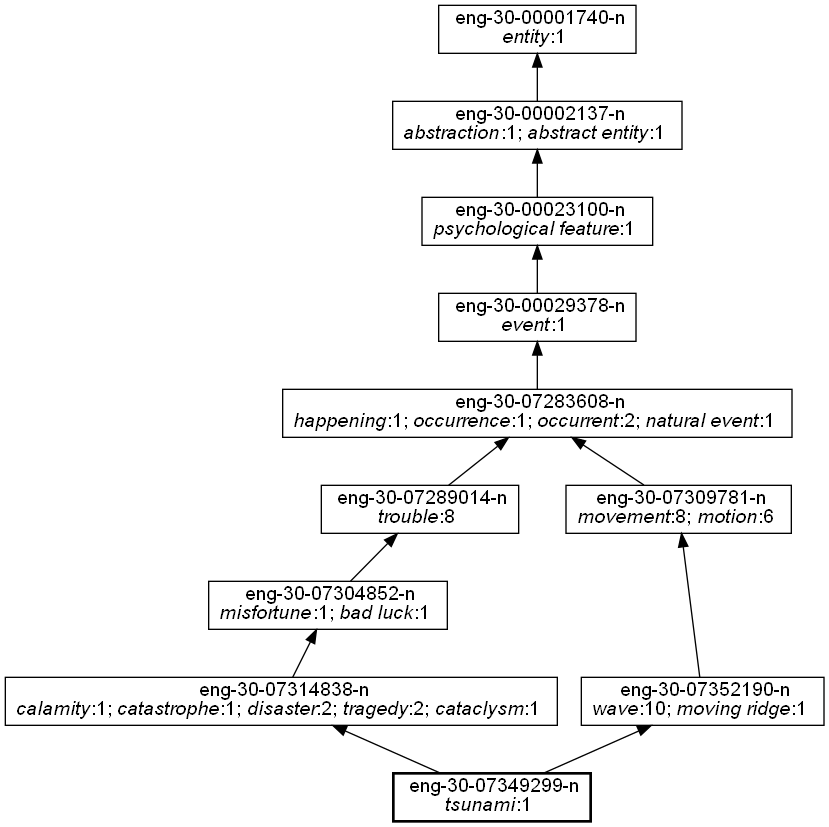 eng-30-00001740-n
entity:1
eng-30-00002137-n
abstraction:1; abstract entity:1
eng-30-00023100-n
psychological feature:1
eng-30-00029378-n
event:1
eng-30-07283608-n
happening:1; occurrence:1; occurrent:2; natural event:1
eng-30-07289014-n
trouble:8
eng-30-07309781-n
movement:8; motion:6
eng-30-07304852-n
misfortune:1; bad luck:1
eng-30-07314838-n
calamity:1; catastrophe:1; disaster:2; tragedy:2; cataclysm:1
eng-30-07352190-n
wave:10; moving ridge:1
eng-30-07349299-n
tsunami:1